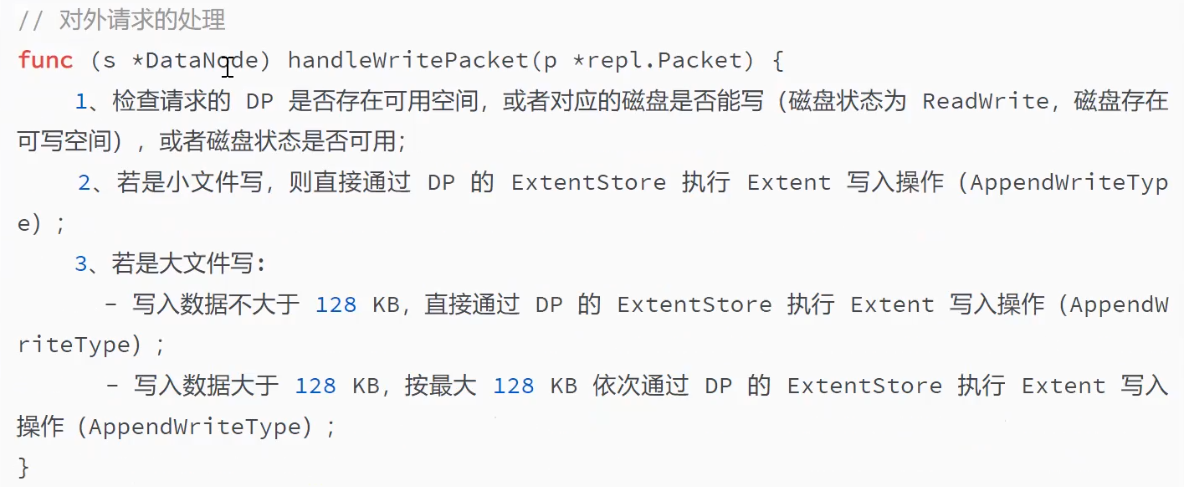 // 对外请求的处理
func (s *DataNode) handleWritePacket(p *repl.Packet) {
1、检查请求的 DP 是否存在可用空间，或者对应的磁盘是否能写（磁盘状态为 ReadWrite，磁盘存在
可写空间），或者磁盘状态是否可用；
2、若是小文件写，则直接通过 DP 的 ExtentStore 执行 Extent 写入操作（AppendWriteTyp
e）；
3、若是大文件写：
- 写入数据不大于 128 KB，直接通过 DP 的 ExtentStore 执行 Extent 写入操作（AppendW
riteType）；
- 写入数据大于 128 KB，按最大 128 KB 依次通过 DP 的 ExtentStore 执行 Extent 写入
操作（AppendWriteType）；
}